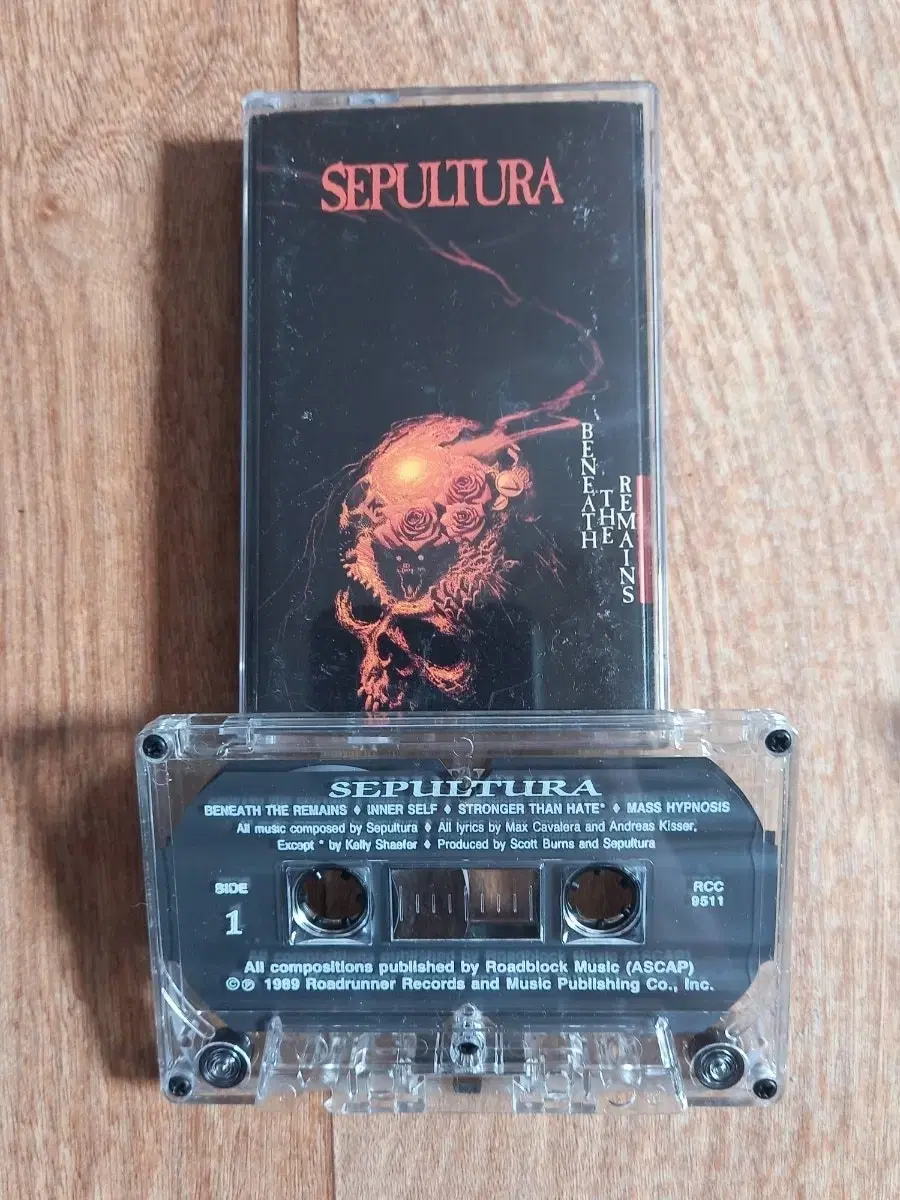 SEPULTURA
BENEATH
THE
REMAINS
SEPULTURA
BENEATH THE REMAINS ♦ INNER SELF ♦ STRONGER THAN HATE* ♦ MASS HYPNOSIS
All music composed by Sepultura ♦ All lyrics by Max Cavalera and Andreas Kisser,
Except * by Kelly Shaefer ♦ Produced by Scott Burns and Sepultura
SIDE
1
RCC
9511
All compositions published by Roadblock Music (ASCAP)
©℗ 1989 Roadrunner Records and Music Publishing Co., Inc.